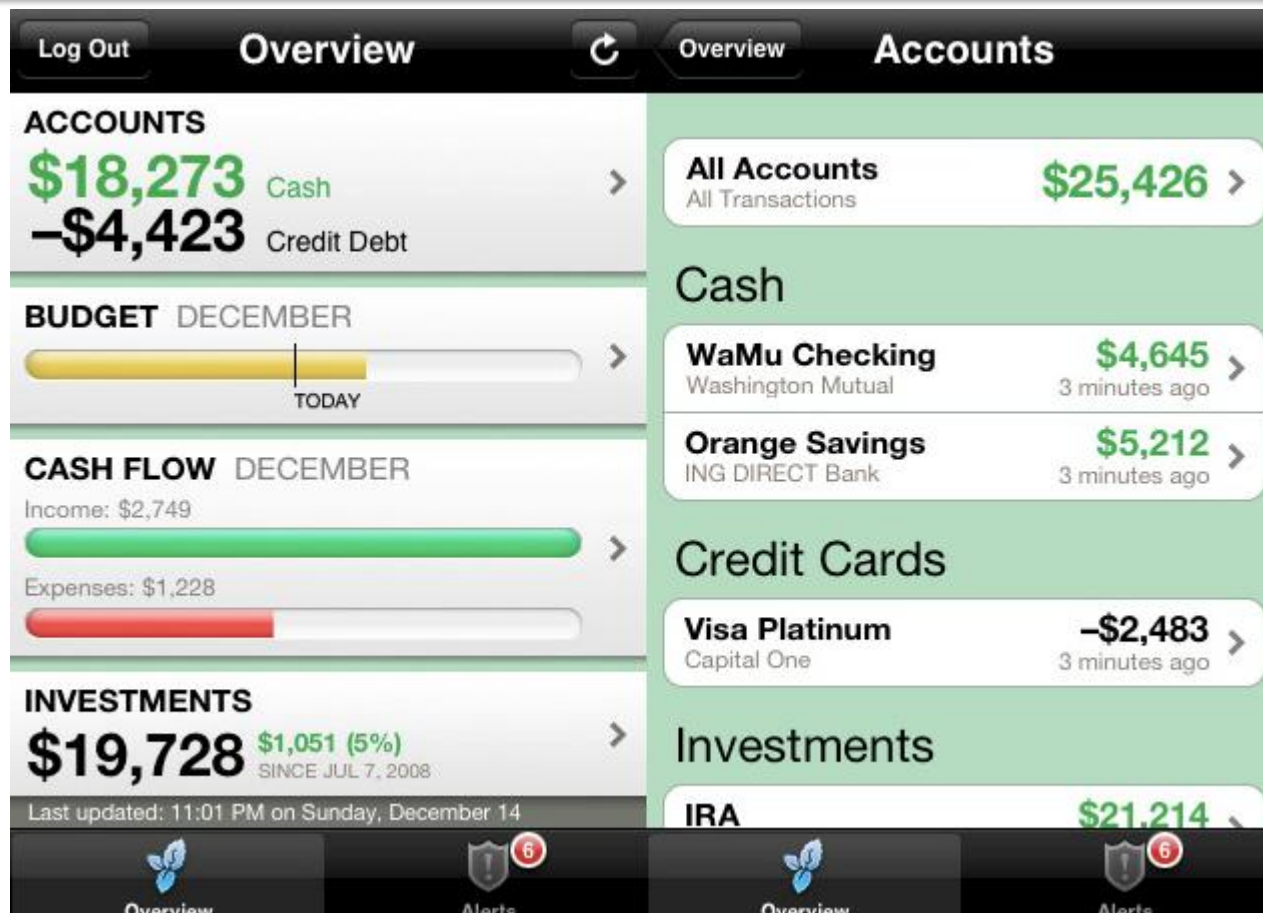 Log Out
Overview
ACCOUNTS
$18,273 Cash
–$4,423 Credit Debt
BUDGET DECEMBER
TODAY
CASH FLOW DECEMBER
Income: $2,749
Expenses: $1,228
INVESTMENTS
$19,728 $1,051 (5%)
SINCE JUL 7, 2008
Last updated: 11:01 PM on Sunday, December 14
6
Overview
Alerts
Overview
Accounts
All Accounts $25,426
All Transactions
Cash
WaMu Checking $4,645
Washington Mutual 3 minutes ago
Orange Savings $5,212
ING DIRECT Bank 3 minutes ago
Credit Cards
Visa Platinum –$2,483
Capital One 3 minutes ago
Investments
IRA $21,214
6
Overview
Alerts